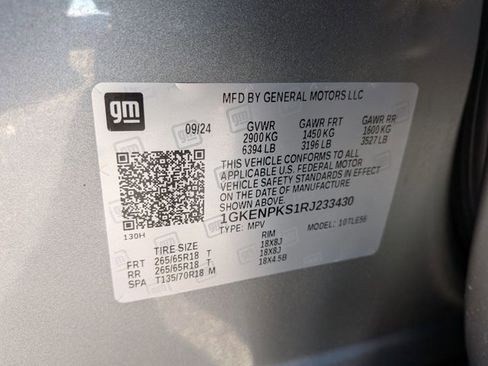 gm
MFD BY GENERAL MOTORS LLC
09/24 GVWR GAWR FRT GAWR RR
2900 KG 1450 KG 1600 KG
6394 LB 3196 LB 3527 LB
THIS VEHICLE CONFORMS TO ALL
APPLICABLE U.S. FEDERAL MOTOR
VEHICLE SAFETY STANDARDS IN EFFECT
ON THE DATE OF MANUFACTURE
SHOWN ABOVE.
1GKENPKS1RJ233430
TYPE: MPV MODEL: 1OTLE56
130H
TIRE SIZE RIM
FRT 265/65R18 T 18X8J
RR 265/65R18 T 18X8J
SPA T135/70R18 M 18X4.5B